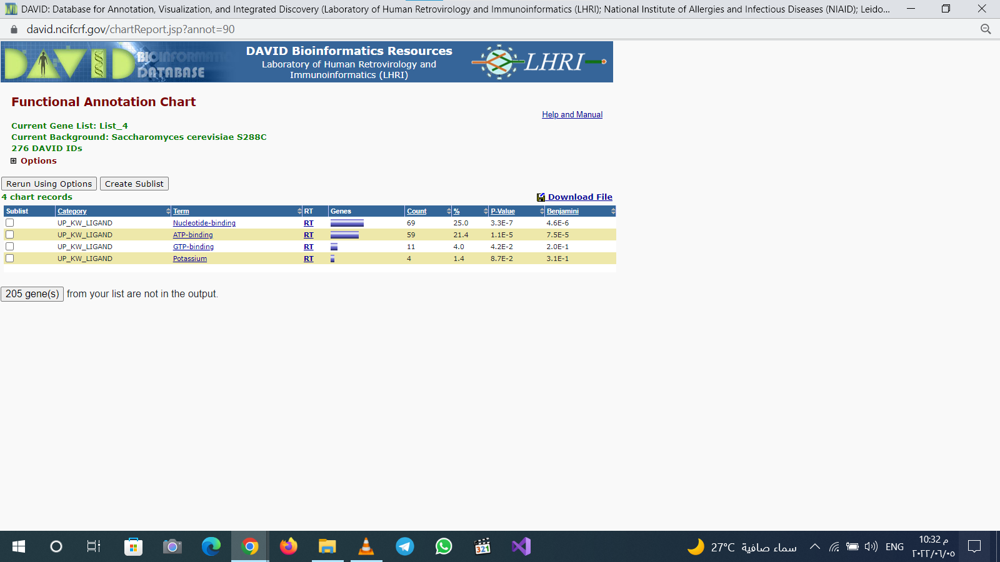 DAVID: Database for Annotation, Visualization, and Integrated Discovery (Laboratory of Human Retrovirology and Immunoinformatics (LHRI); National Institute of Allergies and Infectious Diseases (NIAID); Leido...
david.ncifcrf.gov/chartReport.jsp?annot=90
DAVID BIOINFORMATICS DATABASE
DAVID Bioinformatics Resources
Laboratory of Human Retrovirology and
Immunoinformatics (LHRI)
LHRI
Functional Annotation Chart
Help and Manual
Current Gene List: List_4
Current Background: Saccharomyces cerevisiae S288C
276 DAVID IDs
Options
Rerun Using Options Create Sublist
4 chart records Download File
Sublist Category Term RT Genes Count % P-Value Benjamini
UP_KW_LIGAND Nucleotide-binding RT 69 25.0 3.3E-7 4.6E-6
UP_KW_LIGAND ATP-binding RT 59 21.4 1.1E-5 7.5E-5
UP_KW_LIGAND GTP-binding RT 11 4.0 4.2E-2 2.0E-1
UP_KW_LIGAND Potassium RT 4 1.4 8.7E-2 3.1E-1
205 gene(s) from your list are not in the output.
321
27°C سماء صافية ENG
10:32 م
٢٠٢٢/٠٦/٠٥